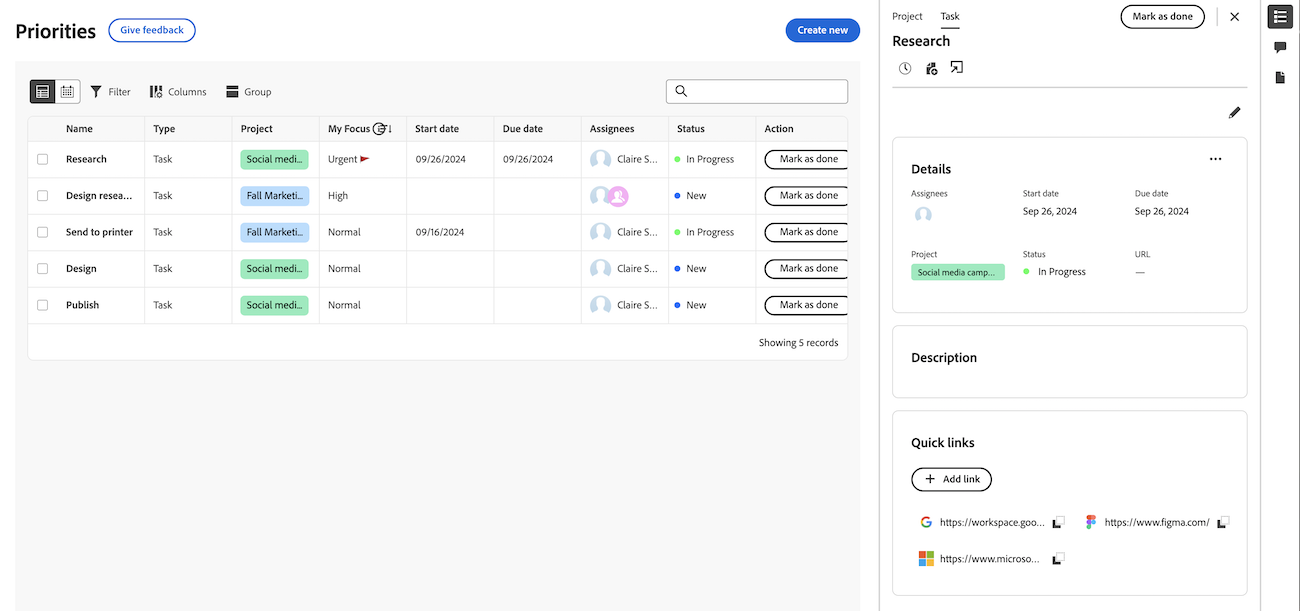 Priorities
Give feedback
Create new
Filter
Columns
Group
Name Type Project My Focus Start date Due date Assignees Status Action
Research Task Social medi... Urgent 09/26/2024 09/26/2024 Claire S... In Progress Mark as done
Design resea... Task Fall Marketi... High New Mark as done
Send to printer Task Fall Marketi... Normal 09/16/2024 Claire S... In Progress Mark as done
Design Task Social medi... Normal Claire S... New Mark as done
Publish Task Social medi... Normal Claire S... New Mark as done
Showing 5 records
Project Task
Mark as done
Research
Details
Assignees Start date Due date
Sep 26, 2024 Sep 26, 2024
Project Status URL
Social media camp... In Progress —
Description
Quick links
Add link
https://workspace.goo... https://www.figma.com/
https://www.microso...